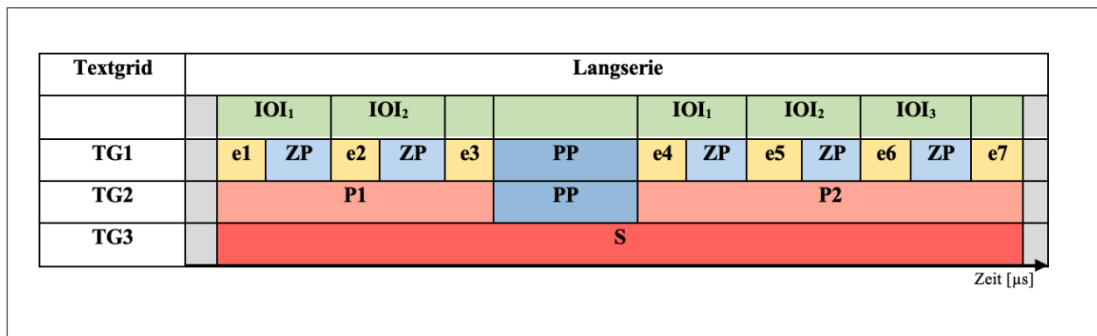 Textgrid Langserie
IOI₁ IOI₂ IOI₁ IOI₂ IOI₃
TG1 e1 ZP e2 ZP e3 PP e4 ZP e5 ZP e6 ZP e7
TG2 P1 PP P2
TG3 S
Zeit [µs]